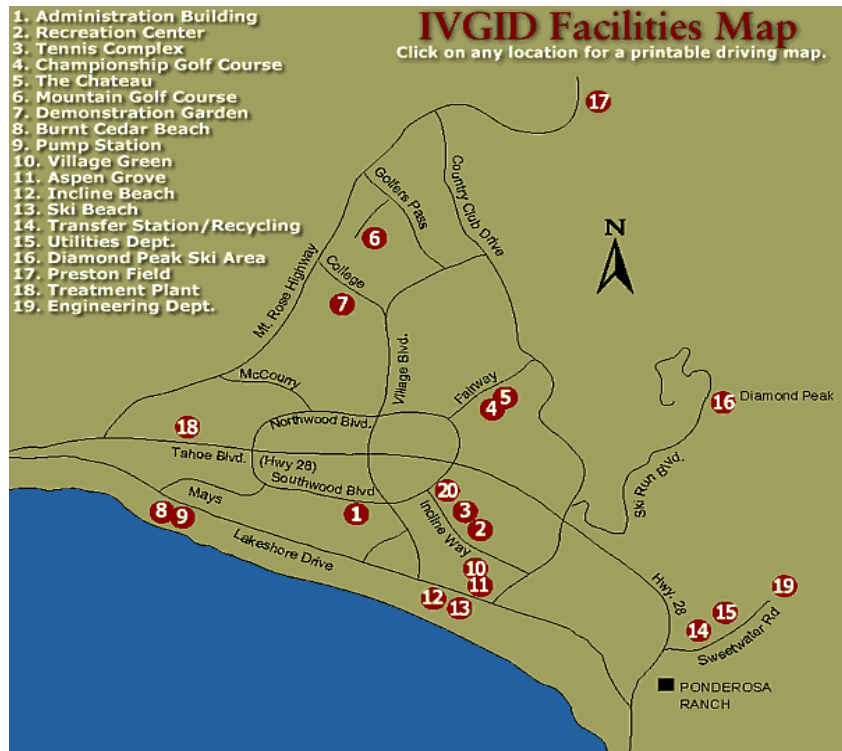 IVGID Facilities Map
Click on any location for a printable driving map.
1. Administration Building
2. Recreation Center
3. Tennis Complex
4. Championship Golf Course
5. The Chateau
6. Mountain Golf Course
7. Demonstration Garden
8. Burnt Cedar Beach
9. Pump Station
10. Village Green
11. Aspen Grove
12. Incline Beach
13. Ski Beach
14. Transfer Station/Recycling
15. Utilities Dept.
16. Diamond Peak Ski Area
17. Preston Field
18. Treatment Plant
19. Engineering Dept.
17
Golfers Pass
Country Club Drive
N
6
College
Mt. Rose Highway
7
Village Blvd.
McCourry
Fairway
5
4
16
Diamond Peak
18
Northwood Blvd.
Tahoe Blvd.
(Hwy 28)
Southwood Blvd
Ski Run Blvd.
20
Mays
8
9
1
3
2
Incline Way
Lakeshore Drive
10
11
12
13
Hwy. 28
19
15
14
Sweetwater Rd
PONDEROSA
RANCH